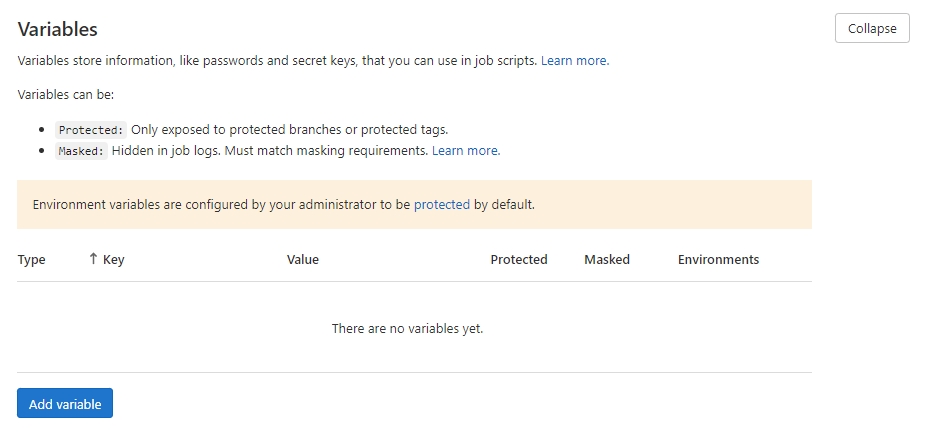 Variables
Collapse
Variables store information, like passwords and secret keys, that you can use in job scripts. Learn more.
Variables can be:
• Protected: Only exposed to protected branches or protected tags.
• Masked: Hidden in job logs. Must match masking requirements. Learn more.
Environment variables are configured by your administrator to be protected by default.
Type ↑ Key Value Protected Masked Environments
There are no variables yet.
Add variable